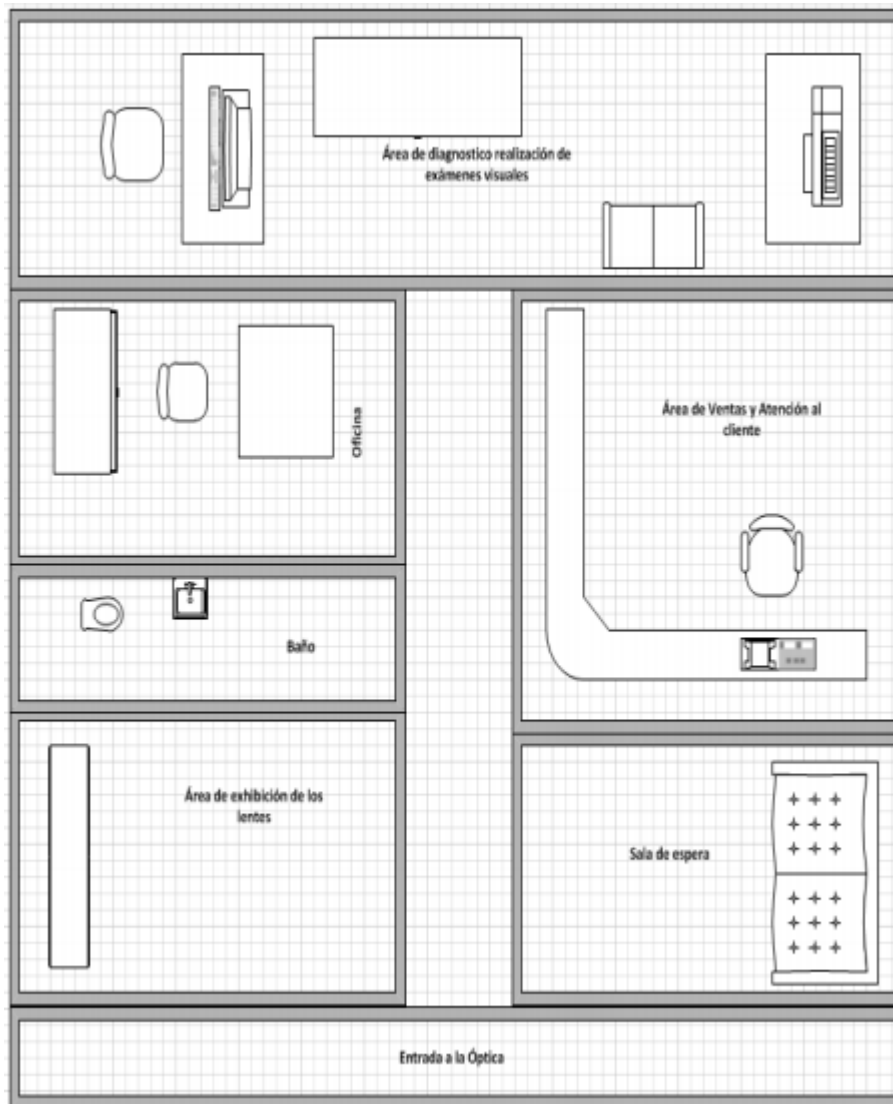 Área de diagnostico realización de
exámenes visuales
Oficina
Área de Ventas y Atención al
cliente
Baño
Área de exhibición de los
lentes
Sala de espera
Entrada a la Óptica